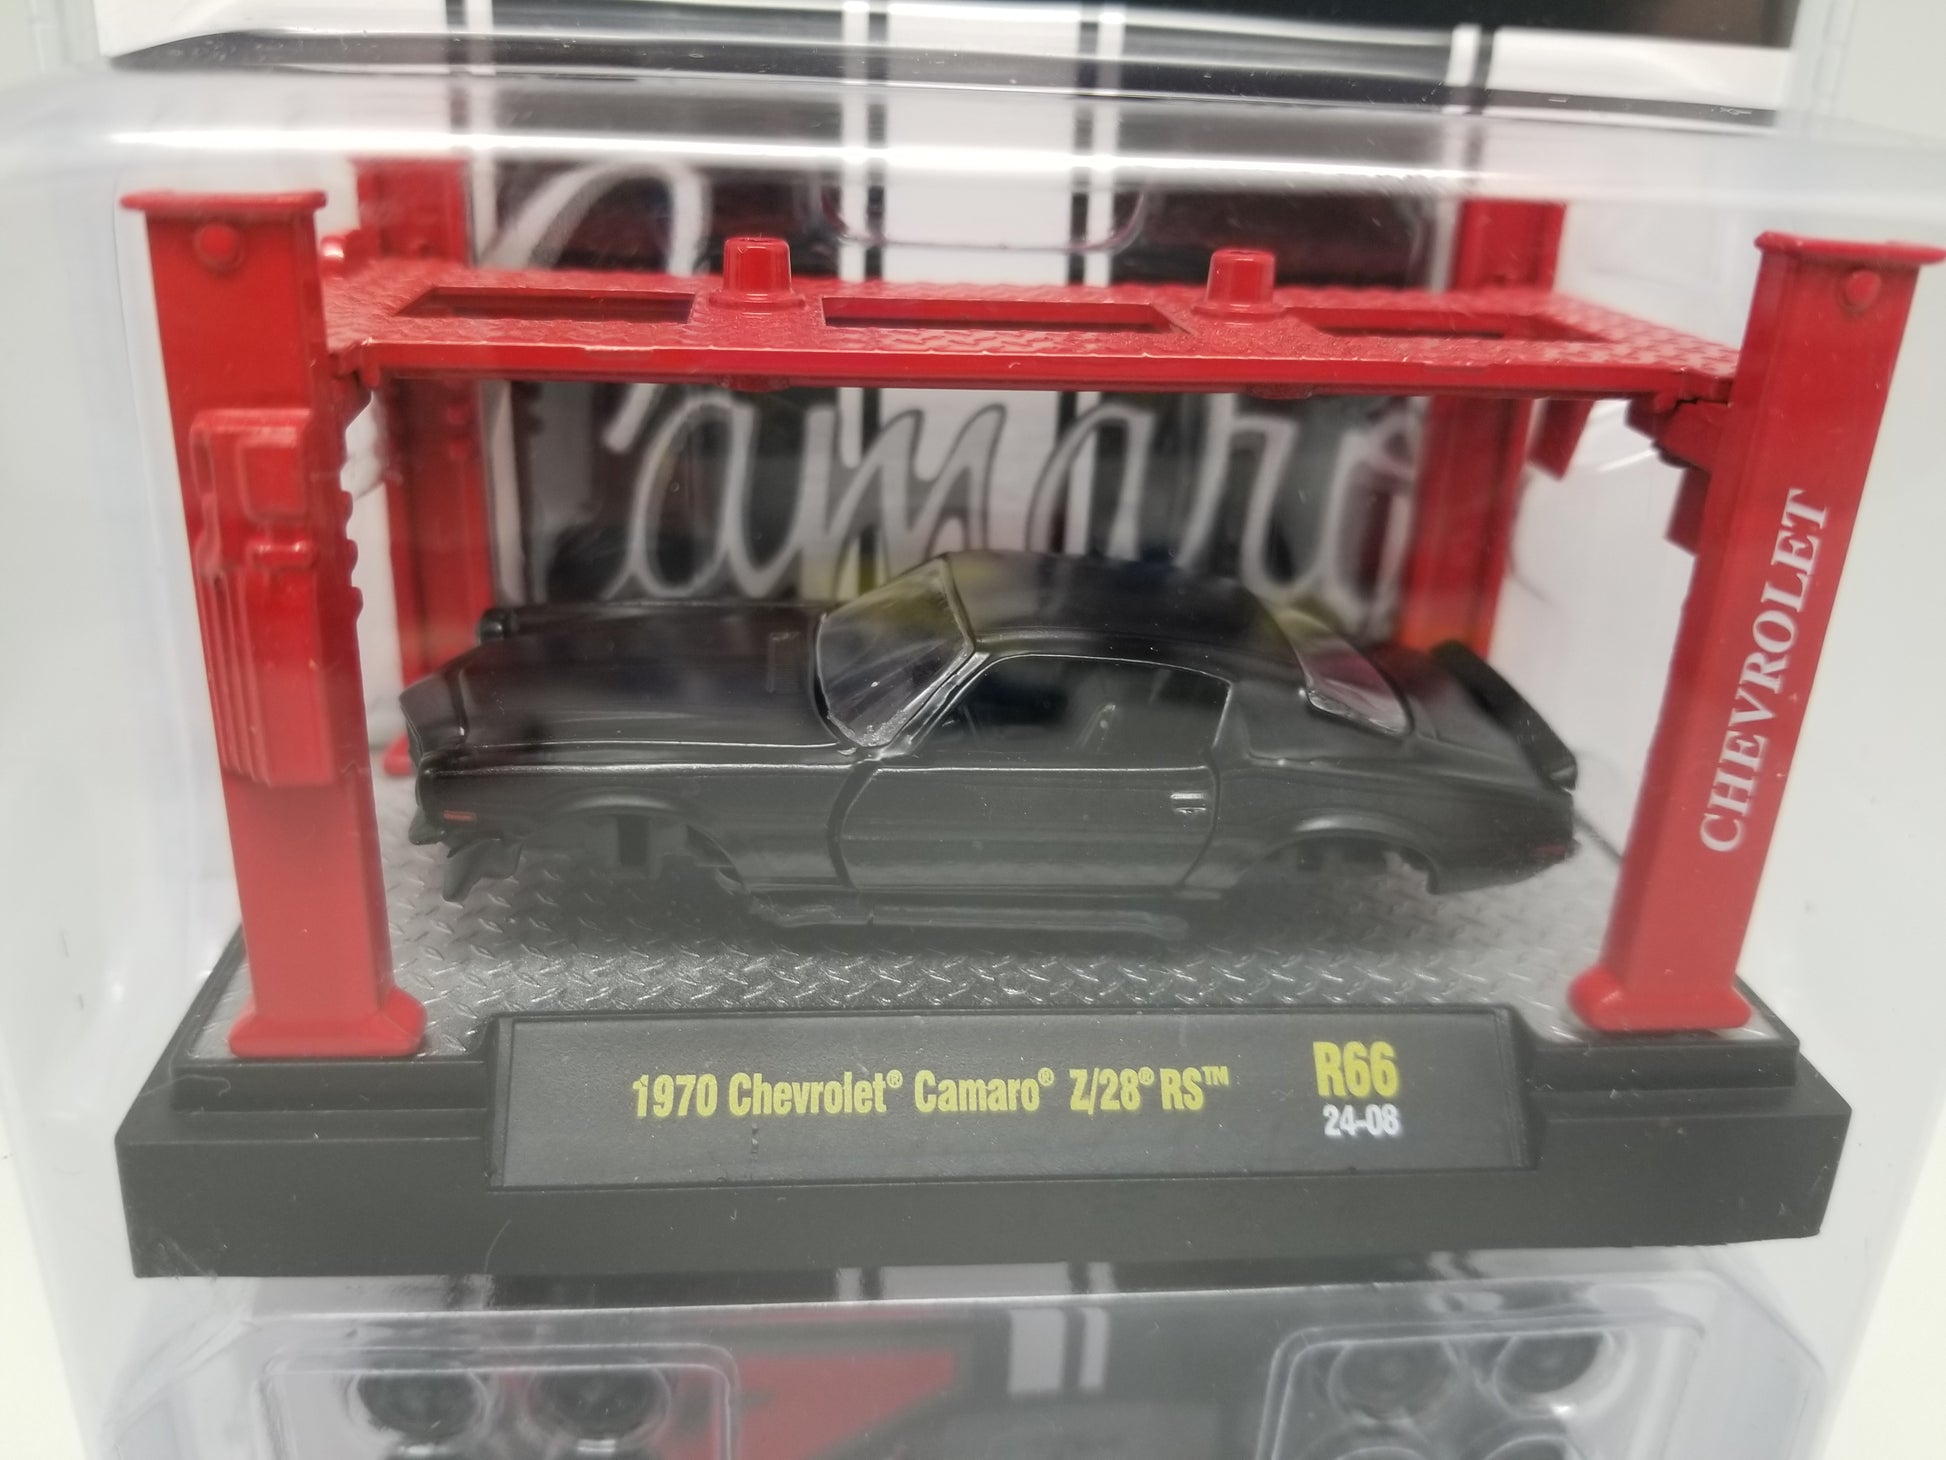 Camaro
CHEVROLET
1970 Chevrolet® Camaro® Z/28® RS™ R66
24-08